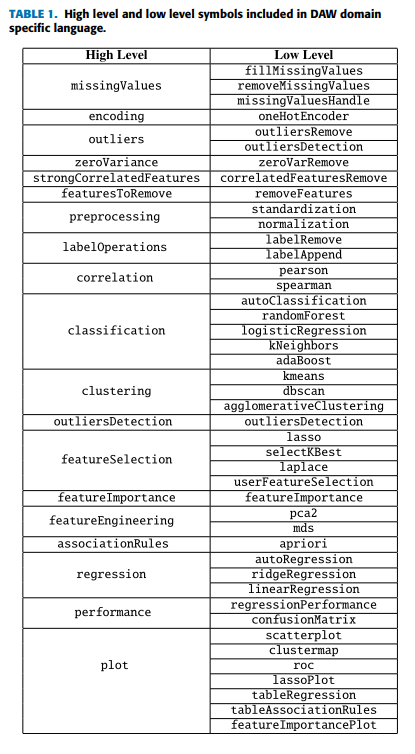 TABLE 1. High level and low level symbols included in DAW domain
specific language.
High Level Low Level
missingValues fillMissingValues
removeMissingValues
missingValuesHandle
encoding oneHotEncoder
outliers outliersRemove
outliersDetection
zeroVariance zeroVarRemove
strongCorrelatedFeatures correlatedFeaturesRemove
featuresToRemove removeFeatures
preprocessing standardization
normalization
labelOperations labelRemove
labelAppend
correlation pearson
spearman
classification autoClassification
randomForest
logisticRegression
kNeighbors
adaBoost
clustering kmeans
dbscan
agglomerativeClustering
outliersDetection outliersDetection
featureSelection lasso
selectKBest
laplace
userFeatureSelection
featureImportance featureImportance
featureEngineering pca2
mds
associationRules apriori
regression autoRegression
ridgeRegression
linearRegression
performance regressionPerformance
confusionMatrix
plot scatterplot
clustermap
roc
lassoPlot
tableRegression
tableAssociationRules
featureImportancePlot